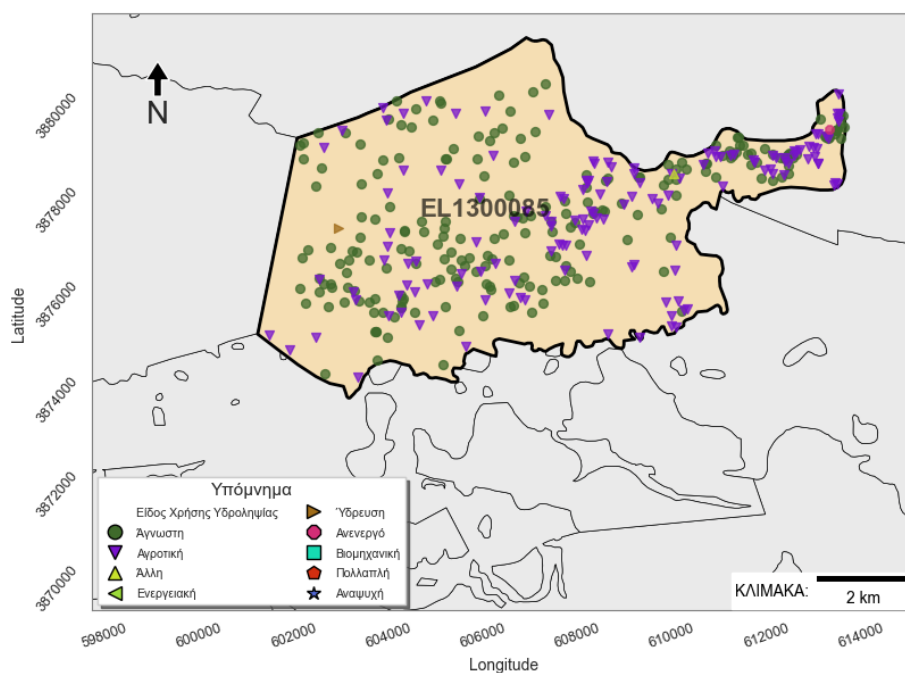 3880000
N
3878000
EL1300085
3876000
Latitude
3874000
3872000
3870000
Υπόμνημα
Είδος Χρήσης Υδροληψίας
Άγνωστη
Αγροτική
Άλλη
Ενεργειακή
Ύδρευση
Ανενεργό
Βιομηχανική
Πολλαπλή
Αναψυχή
ΚΛΙΜΑΚΑ:
2 km
598000 600000 602000 604000 606000 608000 610000 612000 614000
Longitude